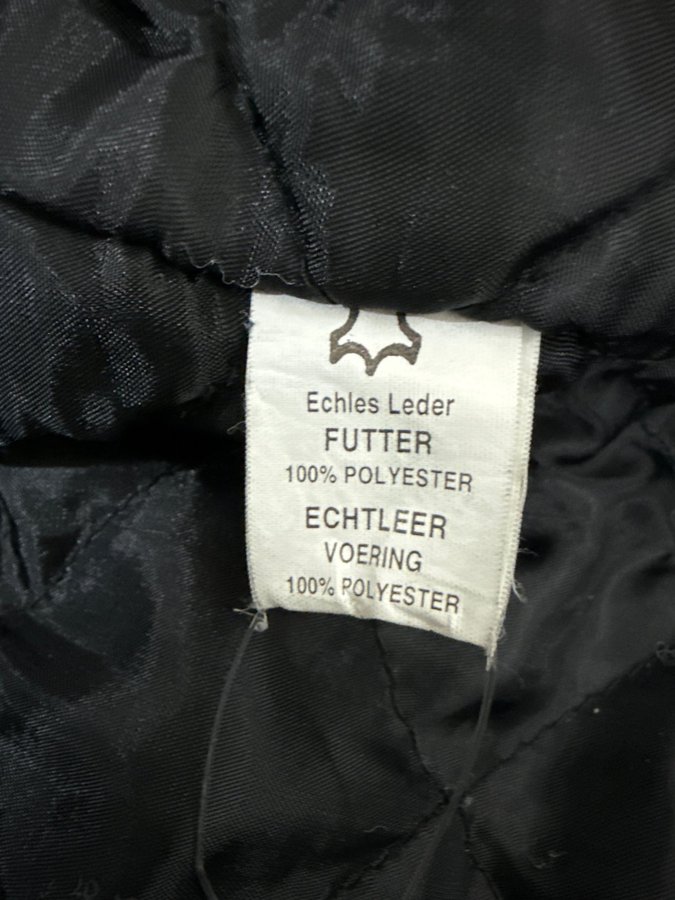 Echles Leder
FUTTER
100% POLYESTER
ECHTLEER
VOERING
100% POLYESTER